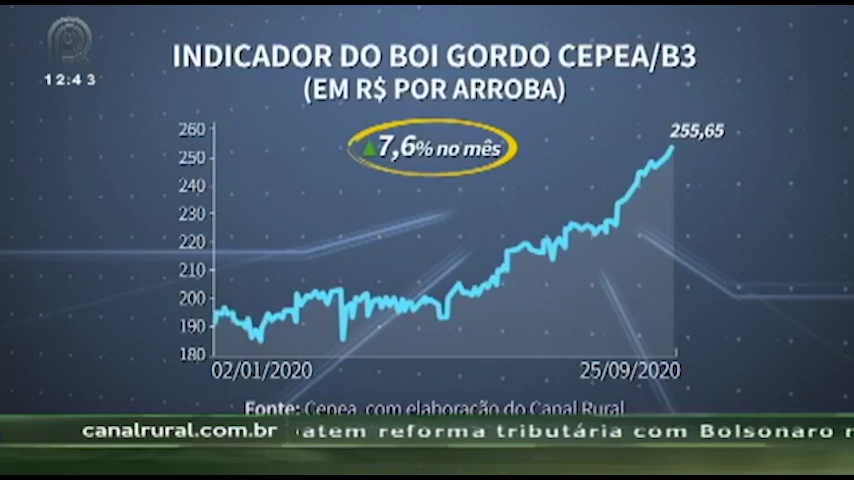 12:43
INDICADOR DO BOI GORDO CEPEA/B3
(EM R$ POR ARROBA)
7,6% no mês
255,65
260
250
240
230
220
210
200
190
180
02/01/2020
25/09/2020
Fonte: Cepea, com elaboração do Canal Rural
canalrural.com.br
atem reforma tributária com Bolsonaro